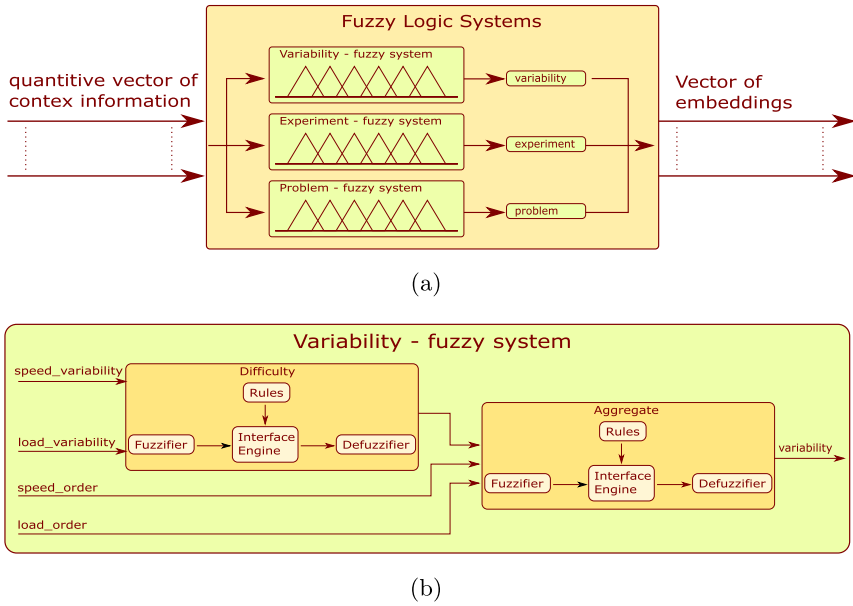 Fuzzy Logic Systems
quantitive vector of
contex information
Variability - fuzzy system
variability
Experiment - fuzzy system
experiment
Problem - fuzzy system
problem
Vector of
embeddings
(a)
Variability - fuzzy system
speed_variability
load_variability
speed_order
load_order
Difficulty
Rules
Fuzzifier
Interface
Engine
Defuzzifier
Aggregate
Rules
Fuzzifier
Interface
Engine
Defuzzifier
variability
(b)